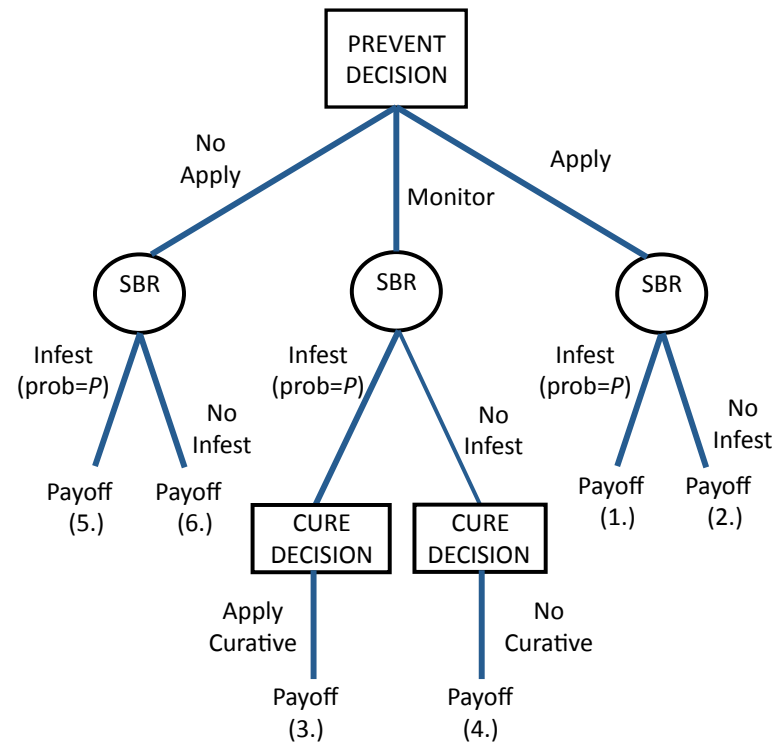 PREVENT
DECISION
No
Apply
Monitor
Apply
SBR
SBR
SBR
Infest
(prob=P)
No
Infest
Infest
(prob=P)
No
Infest
Infest
(prob=P)
No
Infest
Payoff
(5.)
Payoff
(6.)
Payoff
(1.)
Payoff
(2.)
CURE
DECISION
CURE
DECISION
Apply
Curative
No
Curative
Payoff
(3.)
Payoff
(4.)